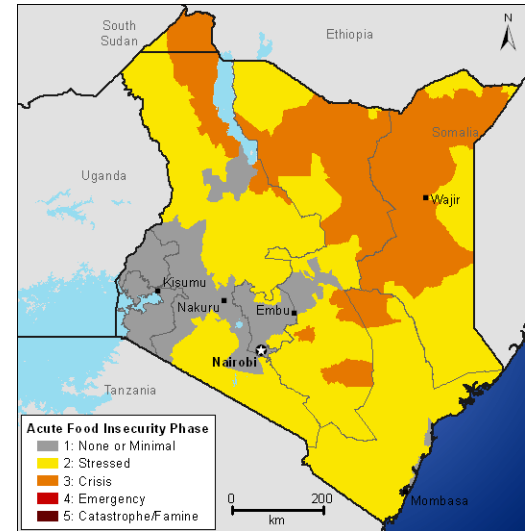 South
Sudan
Ethiopia
N
Somalia
Uganda
Wajir
Kisumu
Nakuru
Embu
Nairobi
Tanzania
Mombasa
Acute Food Insecurity Phase
1: None or Minimal
2: Stressed
3: Crisis
4: Emergency
5: Catastrophe/Famine
0 200
km